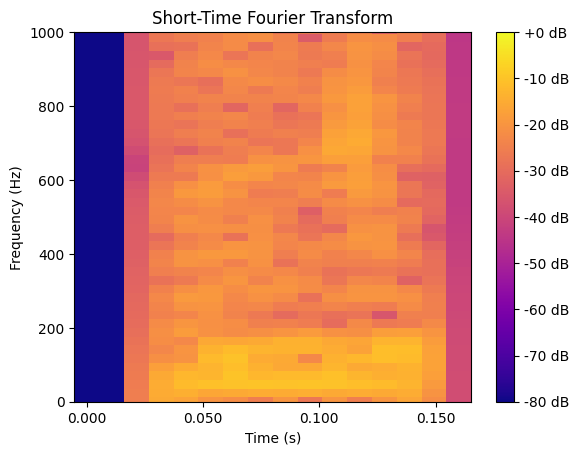 Short-Time Fourier Transform
1000
800
600
400
200
0
Frequency (Hz)
0.000
0.050
0.100
0.150
Time (s)
+0 dB
-10 dB
-20 dB
-30 dB
-40 dB
-50 dB
-60 dB
-70 dB
-80 dB